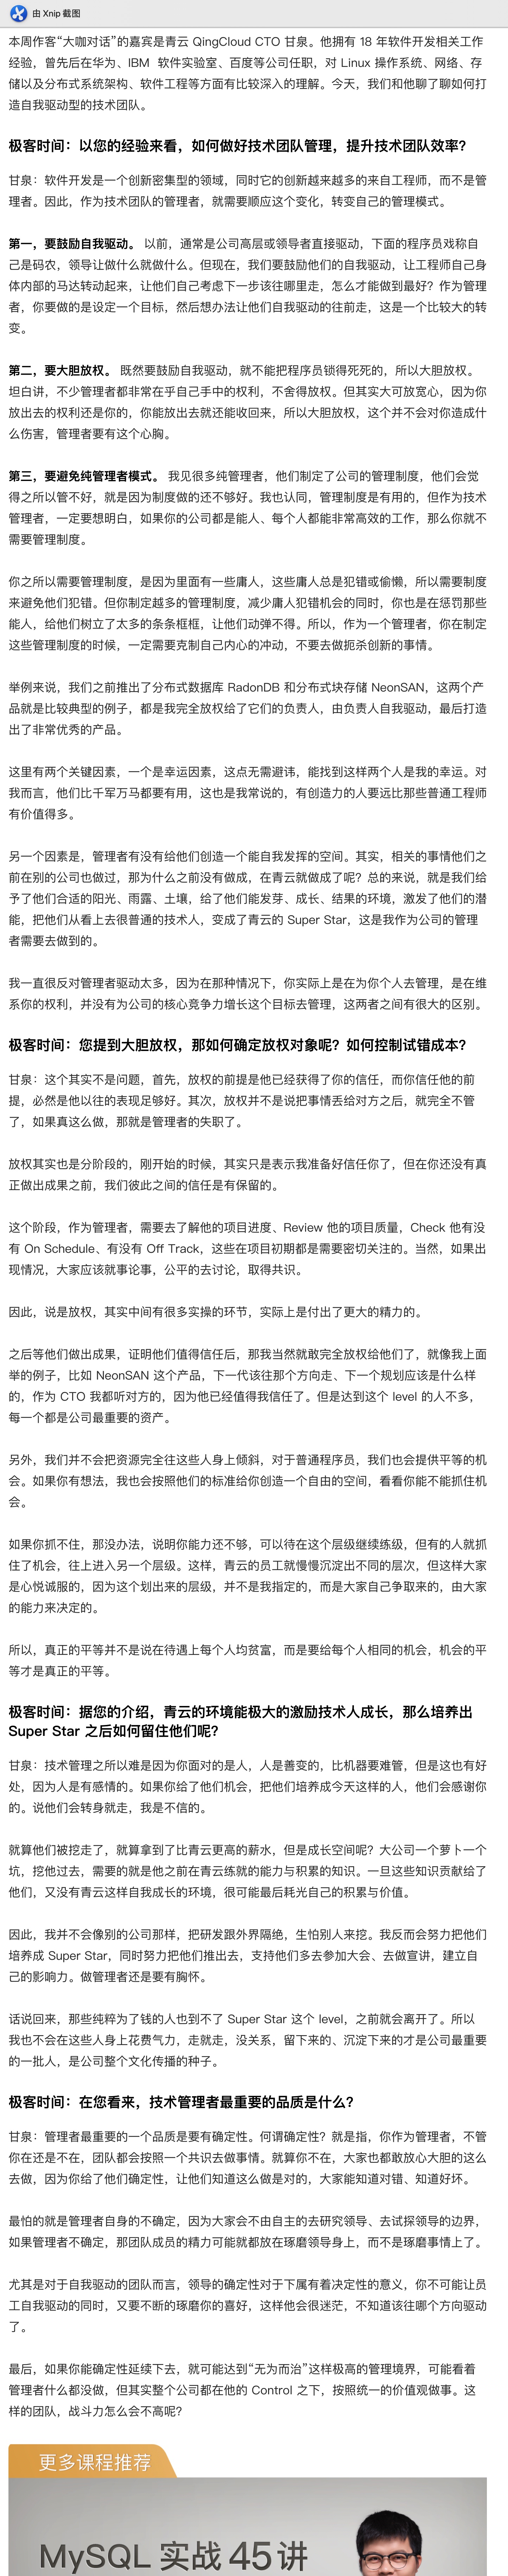 由 Xnip 截图
本周作客“大咖对话”的嘉宾是青云 QingCloud CTO 甘泉。他拥有 18 年软件开发相关工作
经验，曾先后在华为、IBM 软件实验室、百度等公司任职，对 Linux 操作系统、网络、存
储以及分布式系统架构、软件工程等方面有比较深入的理解。今天，我们和他聊了聊如何打
造自我驱动型的技术团队。
极客时间：以您的经验来看，如何做好技术团队管理，提升技术团队效率？
甘泉：软件开发是一个创新密集型的领域，同时它的创新越来越多的来自工程师，而不是管
理者。因此，作为技术团队的管理者，就需要顺应这个变化，转变自己的管理模式。
第一，要鼓励自我驱动。 以前，通常是公司高层或领导者直接驱动，下面的程序员戏称自
己是码农，领导让做什么就做什么。但现在，我们要鼓励他们的自我驱动，让工程师自己身
体内部的马达转动起来，让他们自己考虑下一步该往哪里走，怎么才能做到最好？作为管理
者，你要做的是设定一个目标，然后想办法让他们自我驱动的往前走，这是一个比较大的转
变。
第二，要大胆放权。 既然要鼓励自我驱动，就不能把程序员锁得死死的，所以大胆放权。
坦白讲，不少管理者都非常在乎自己手中的权利，不舍得放权。但其实大可放宽心，因为你
放出去的权利还是你的，你能放出去就还能收回来，所以大胆放权，这个并不会对你造成什
么伤害，管理者要有这个心胸。
第三，要避免纯管理者模式。 我见很多纯管理者，他们制定了公司的管理制度，他们会觉
得之所以管不好，就是因为制度做的还不够好。我也认同，管理制度是有用的，但作为技术
管理者，一定要想明白，如果你的公司都是能人、每个人都能非常高效的工作，那么你就不
需要管理制度。
你之所以需要管理制度，是因为里面有一些庸人，这些庸人总是犯错或偷懒，所以需要制度
来避免他们犯错。但你制定越多的管理制度，减少庸人犯错机会的同时，你也是在惩罚那些
能人，给他们树立了太多的条条框框，让他们动弹不得。所以，作为一个管理者，你在制定
这些管理制度的时候，一定需要克制自己内心的冲动，不要去做扼杀创新的事情。
举例来说，我们之前推出了分布式数据库 RadonDB 和分布式块存储 NeonSAN，这两个产
品就是比较典型的例子，都是我完全放权给了它们的负责人，由负责人自我驱动，最后打造
出了非常优秀的产品。
这里有两个关键因素，一个是幸运因素，这点无需避讳，能找到这样两个人是我的幸运。对
我而言，他们比千军万马都要有用，这也是我常说的，有创造力的人要远比那些普通工程师
有价值得多。
另一个因素是，管理者有没有给他们创造一个能自我发挥的空间。其实，相关的事情他们之
前在别的公司也做过，那为什么之前没有做成，在青云就做成了呢？总的来说，就是我们给
予了他们合适的阳光、雨露、土壤，给了他们能发芽、成长、结果的环境，激发了他们的潜
能，把他们从看上去很普通的技术人，变成了青云的 Super Star，这是我作为公司的管理
者需要去做到的。
我一直很反对管理者驱动太多，因为在那种情况下，你实际上是在为你个人去管理，是在维
系你的权利，并没有为公司的核心竞争力增长这个目标去管理，这两者之间有很大的区别。
极客时间：您提到大胆放权，那如何确定放权对象呢？如何控制试错成本？
甘泉：这个其实不是问题，首先，放权的前提是他已经获得了你的信任，而你信任他的前
提，必然是他以往的表现足够好。其次，放权并不是说把事情丢给对方之后，就完全不管
了，如果真这么做，那就是管理者的失职了。
放权其实也是分阶段的，刚开始的时候，其实只是表示我准备好信任你了，但在你还没有真
正做出成果之前，我们彼此之间的信任是有保留的。
这个阶段，作为管理者，需要去了解他的项目进度、Review 他的项目质量，Check 他有没
有 On Schedule、有没有 Off Track，这些在项目初期都是需要密切关注的。当然，如果出
现情况，大家应该就事论事，公平的去讨论，取得共识。
因此，说是放权，其实中间有很多实操的环节，实际上是付出了更大的精力的。
之后等他们做出成果，证明他们值得信任后，那我当然就敢完全放权给他们了，就像我上面
举的例子，比如 NeonSAN 这个产品，下一代该往那个方向走、下一个规划应该是什么样
的，作为 CTO 我都听对方的，因为他已经值得我信任了。但是达到这个 level 的人不多，
每一个都是公司最重要的资产。
另外，我们并不会把资源完全往这些人身上倾斜，对于普通程序员，我们也会提供平等的机
会。如果你有想法，我也会按照他们的标准给你创造一个自由的空间，看看你能不能抓住机
会。
如果你抓不住，那没办法，说明你能力还不够，可以待在这个层级继续练级，但有的人就抓
住了机会，往上进入另一个层级。这样，青云的员工就慢慢沉淀出不同的层次，但这样大家
是心悦诚服的，因为这个划出来的层级，并不是我指定的，而是大家自己争取来的，由大家
的能力来决定的。
所以，真正的平等并不是说在待遇上每个人均贫富，而是要给每个人相同的机会，机会的平
等才是真正的平等。
极客时间：据您的介绍，青云的环境能极大的激励技术人成长，那么培养出
Super Star 之后如何留住他们呢？
甘泉：技术管理之所以难是因为你面对的是人，人是善变的，比机器要难管，但是这也有好
处，因为人是有感情的。如果你给了他们机会，把他们培养成今天这样的人，他们会感谢你
的。说他们会转身就走，我是不信的。
就算他们被挖走了，就算拿到了比青云更高的薪水，但是成长空间呢？大公司一个萝卜一个
坑，挖他过去，需要的就是他之前在青云练就的能力与积累的知识。一旦这些知识贡献给了
他们，又没有青云这样自我成长的环境，很可能最后耗光自己的积累与价值。
因此，我并不会像别的公司那样，把研发跟外界隔绝，生怕别人来挖。我反而会努力把他们
培养成 Super Star，同时努力把他们推出去，支持他们多去参加大会、去做宣讲，建立自
己的影响力。做管理者还是要有胸怀。
话说回来，那些纯粹为了钱的人也到不了 Super Star 这个 level，之前就会离开了。所以
我也不会在这些人身上花费气力，走就走，没关系，留下来的、沉淀下来的才是公司最重要
的一批人，是公司整个文化传播的种子。
极客时间：在您看来，技术管理者最重要的品质是什么？
甘泉：管理者最重要的一个品质是要有确定性。何谓确定性？就是指，你作为管理者，不管
你在还是不在，团队都会按照一个共识去做事情。就算你不在，大家也都敢放心大胆的这么
去做，因为你给了他们确定性，让他们知道这么做是对的，大家能知道对错、知道好坏。
最怕的就是管理者自身的不确定，因为大家会不由自主的去研究领导、去试探领导的边界，
如果管理者不确定，那团队成员的精力可能就都放在琢磨领导身上，而不是琢磨事情上了。
尤其是对于自我驱动的团队而言，领导的确定性对于下属有着决定性的意义，你不可能让员
工自我驱动的同时，又要不断的琢磨你的喜好，这样他会很迷茫，不知道该往哪个方向驱动
了。
最后，如果你能确定性延续下去，就可能达到“无为而治”这样极高的管理境界，可能看着
管理者什么都没做，但其实整个公司都在他的 Control 之下，按照统一的价值观做事。这
样的团队，战斗力怎么会不高呢？
更多课程推荐
MySQL 实战 45 讲